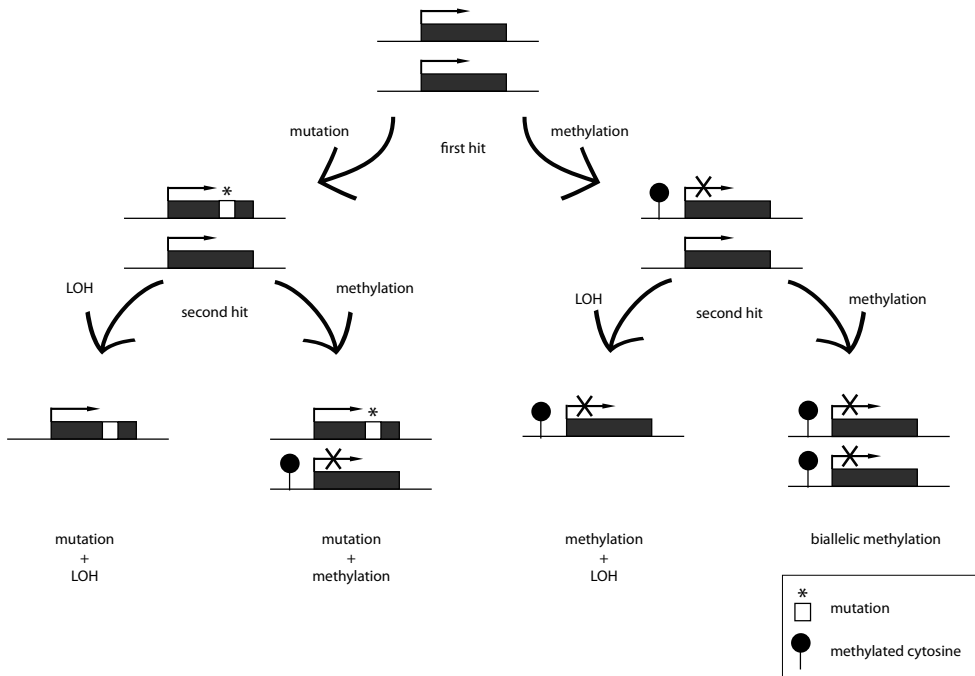 mutation
first hit
methylation
*
LOH
second hit
methylation
LOH
second hit
methylation
*
mutation
+
LOH
mutation
+
methylation
methylation
+
LOH
biallelic methylation
*
mutation
methylated cytosine